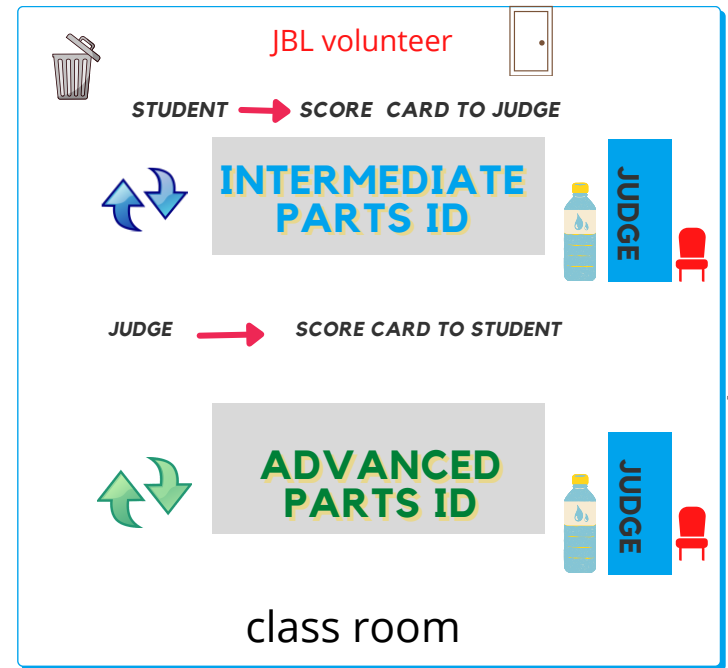 JBL volunteer
STUDENT SCORE CARD TO JUDGE
INTERMEDIATE
PARTS ID
JUDGE
JUDGE SCORE CARD TO STUDENT
ADVANCED
PARTS ID
JUDGE
class room